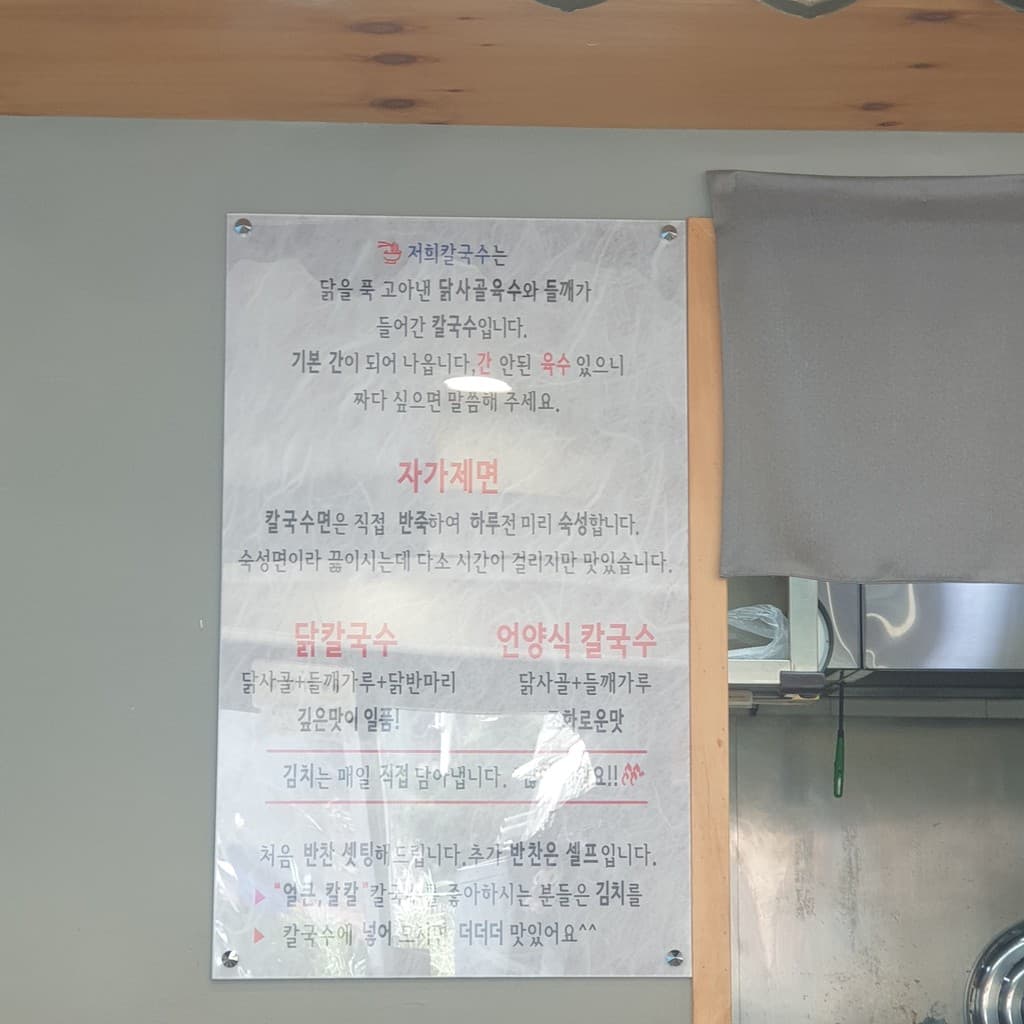 저희칼국수는
닭을 푹 고아낸 닭사골육수와 들깨가
들어간 칼국수입니다.
기본 간이 되어 나옵니다.간 안된 육수 있으니
짜다 싶으면 말씀해 주세요.
자가제면
칼국수면은 직접 반죽하여 하루전 미리 숙성합니다.
숙성면이라 끓이시는데 다소 시간이 걸리지만 맛있습니다.
닭칼국수
닭사골+들깨가루+닭반마리
깊은맛이 일품!
언양식 칼국수
닭사골+들깨가루
조화로운맛
김치는 매일 직접 담아냅니다.
처음 반찬 셋팅해드립니다.추가 반찬은 셀프입니다.
▶ "얼큰,칼칼"칼국수를 좋아하시는 분들은 김치를
▶ 칼국수에 넣어 드시면 더더더 맛있어요^^